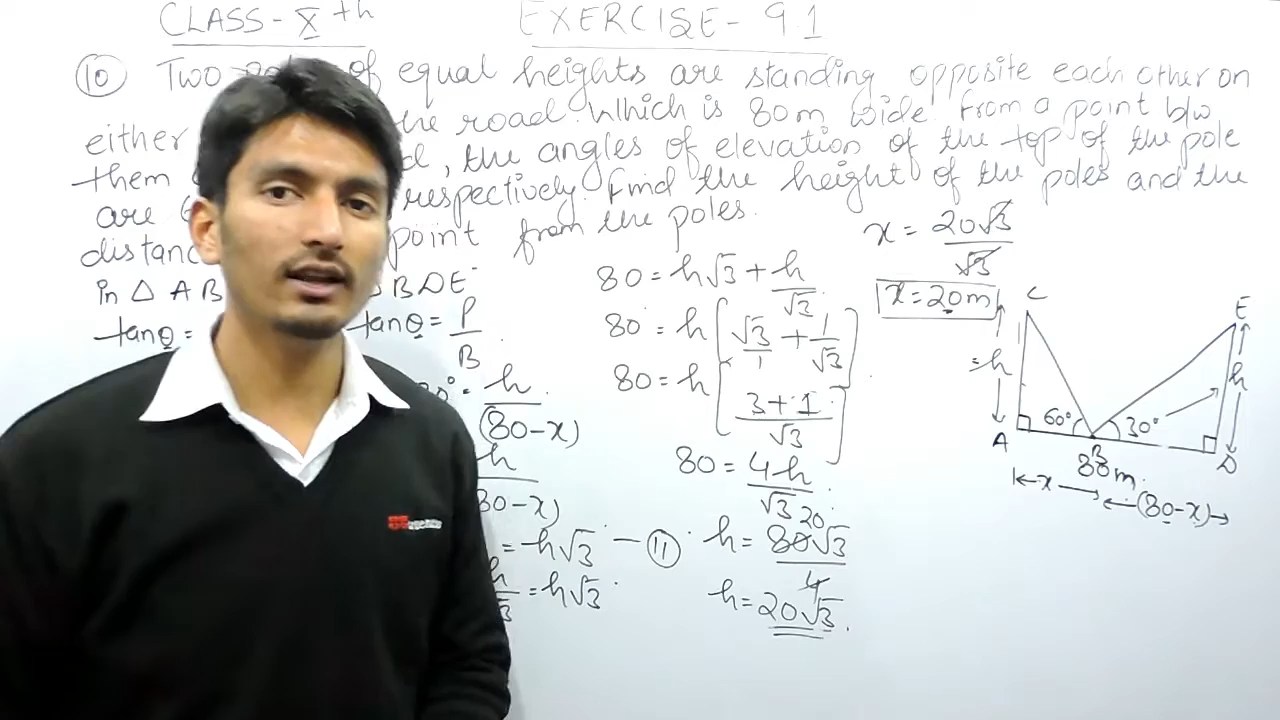 CLASS - X th
EXERCISE - 9.1
10 Two of equal heights are standing opposite each other on
either the road. Which is 80m wide. From a point b/w
them , the angles of elevation of the top of the pole
are respectively. Find the height of the poles and the
point from the poles.
in Δ AB
BDE
tanθ =
tanθ = P/B
= h/(80-x)
h
80-x)
= h√3 - 11
= h√3
80 = h√3 + h/√3
80 = h [√3/1 + 1/√3]
80 = h [3+1/√3]
80 = 4h/√3
h = 80√3/4
20
h = 20√3.
x = 20√3/√3
x = 20m
C
E
h
h
60°
30°
A
B
D
80m
x
(80-x)